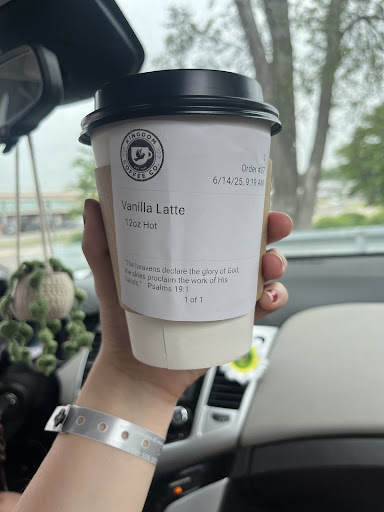 KINGDOM
COFFEE CO.
Order #37
6/14/25, 9:19 AM
Vanilla Latte
12oz Hot
"The heavens declare the glory of God;
the skies proclaim the work of His
hands." Psalms 19:1
1 of 1